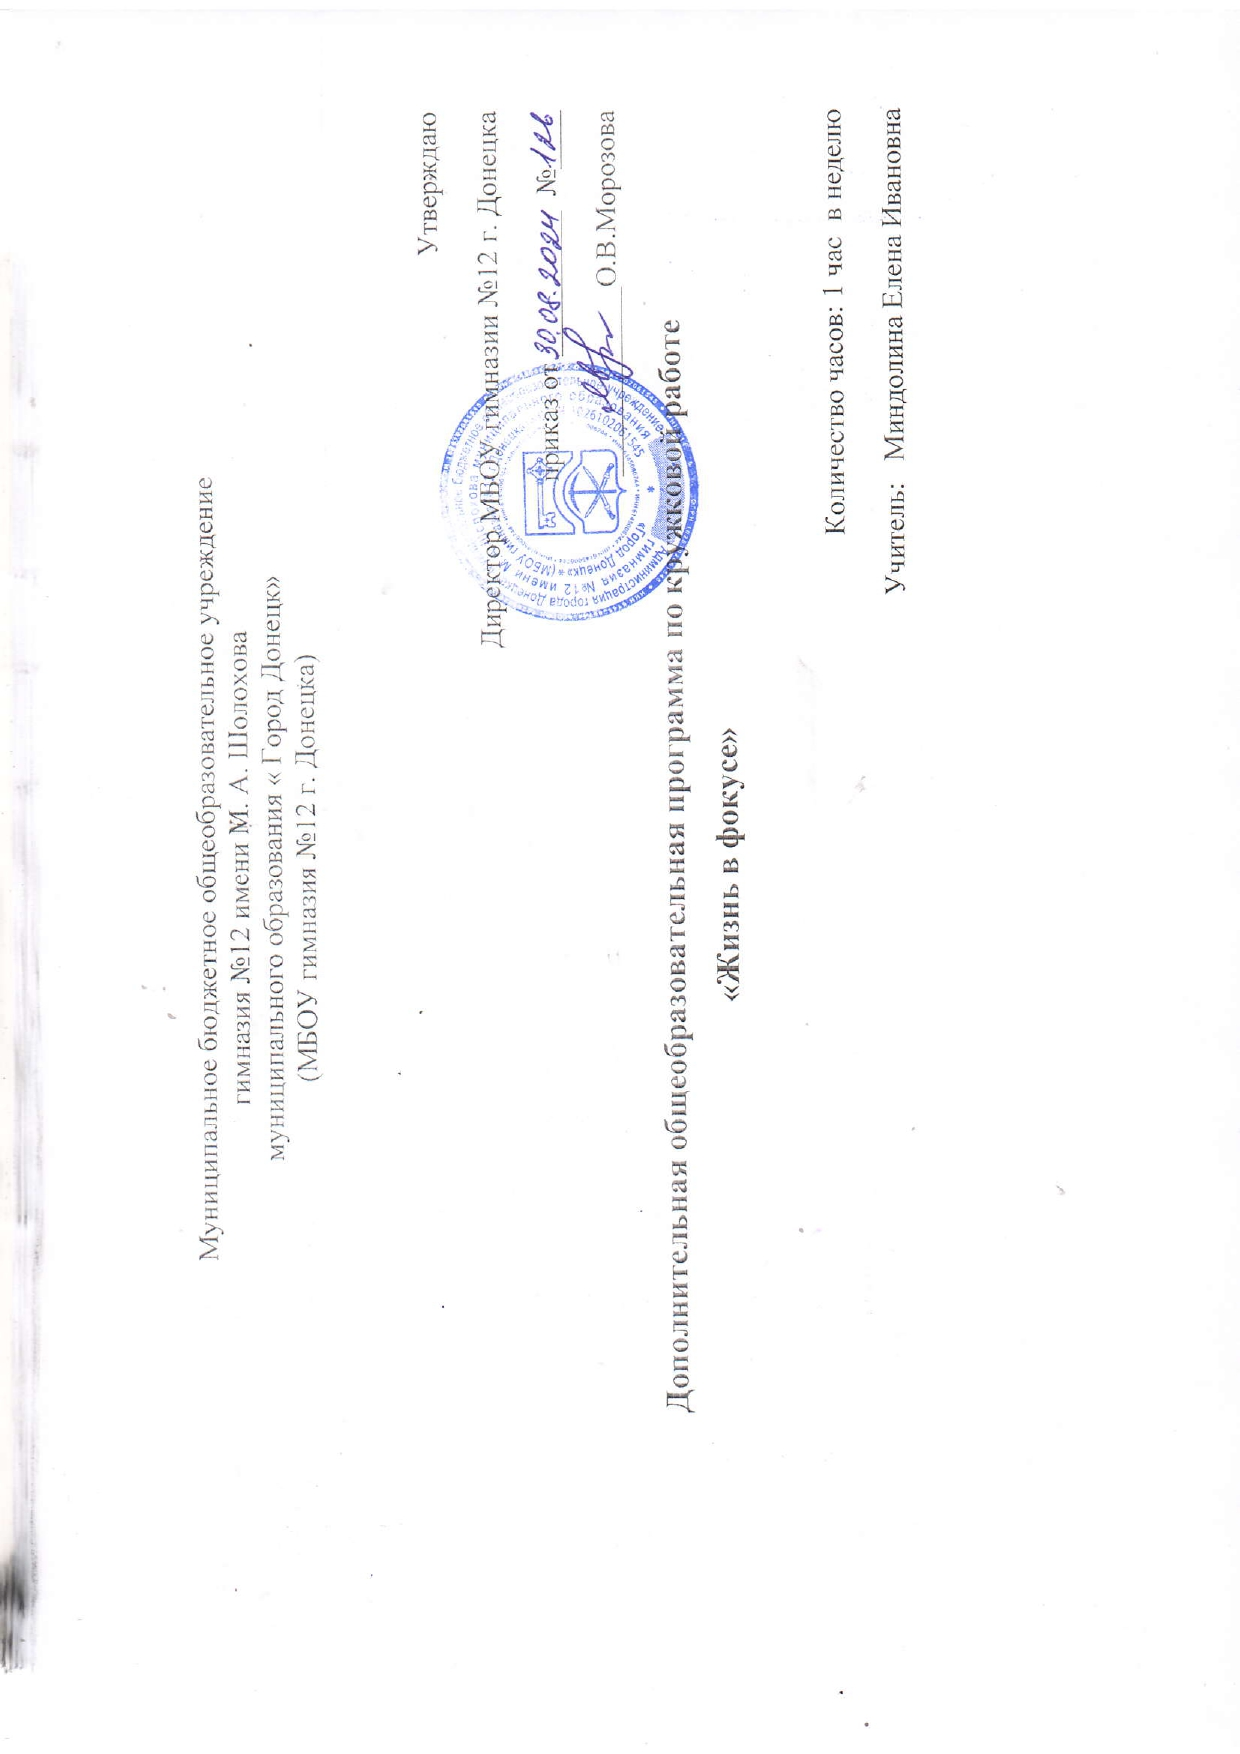 Муниципальное бюджетное общеобразовательное учреждение
гимназия №12 имени М. А. Шолохова
муниципального образования « Город Донецк»
(МБОУ гимназия №12 г. Донецка)
Утверждаю
Директор МБОУ гимназии №12 г. Донецка
приказ от 30.08.2024 №126
О.В.Морозова
Дополнительная общеобразовательная программа по кружковой работе
«Жизнь в фокусе»
Количество часов: 1 час в неделю
Учитель: Миндолина Елена Ивановна